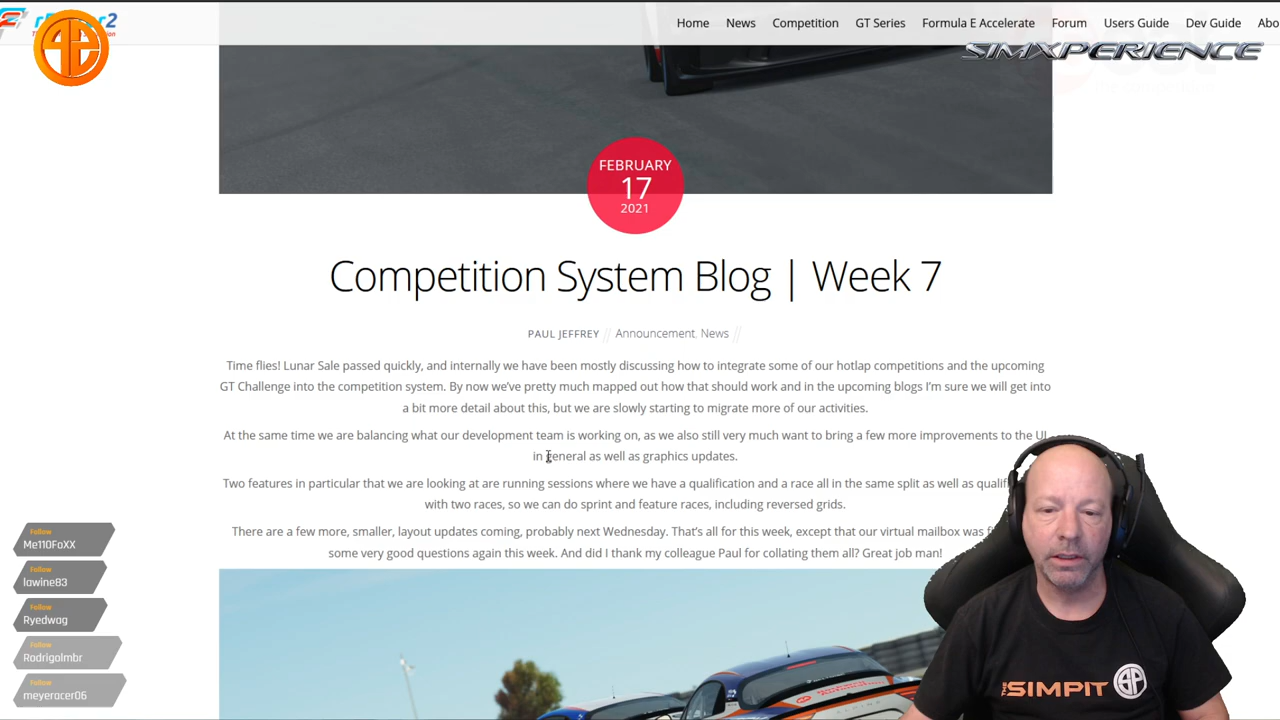 Home News Competition GT Series Formula E Accelerate Forum Users Guide Dev Guide Abo
SIMXPERIENCE
FEBRUARY
17
2021
Competition System Blog | Week 7
PAUL JEFFREY // Announcement, News //
Time flies! Lunar Sale passed quickly, and internally we have been mostly discussing how to integrate some of our hotlap competitions and the upcoming
GT Challenge into the competition system. By now we've pretty much mapped out how that should work and in the upcoming blogs I'm sure we will get into
a bit more detail about this, but we are slowly starting to migrate more of our activities.
At the same time we are balancing what our development team is working on, as we also still very much want to bring a few more improvements to the UI
in general as well as graphics updates.
Two features in particular that we are looking at are running sessions where we have a qualification and a race all in the same split as well as
with two races, so we can do sprint and feature races, including reversed grids.
There are a few more, smaller, layout updates coming, probably next Wednesday. That's all for this week, except that our virtual mailbox was
some very good questions again this week. And did I thank my colleague Paul for collating them all? Great job man!
Follow
Me110FoXX
Follow
lawine83
Follow
Ryedwog
Follow
Rodrigolmbr
Follow
meyeracer06
THE
SIMPIT
SP